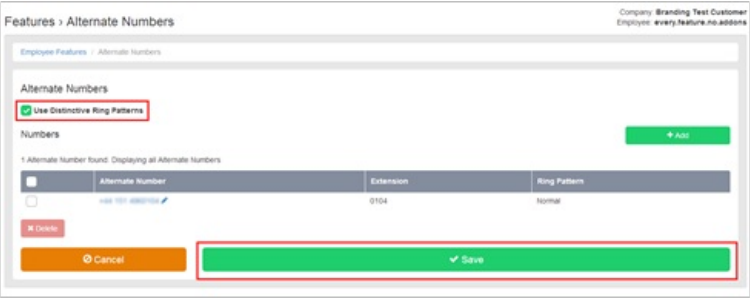 Company: Branding Test Customer
Features › Alternate Numbers
Employee: every.feature.no.addons
Employee Features / Alternate Numbers
Alternate Numbers
Use Distinctive Ring Patterns
Numbers
+ Add
1 Alternate Number found: Displaying all Alternate Numbers
Alternate Number Extension Ring Pattern
0104 Normal
Delete
Cancel
Save